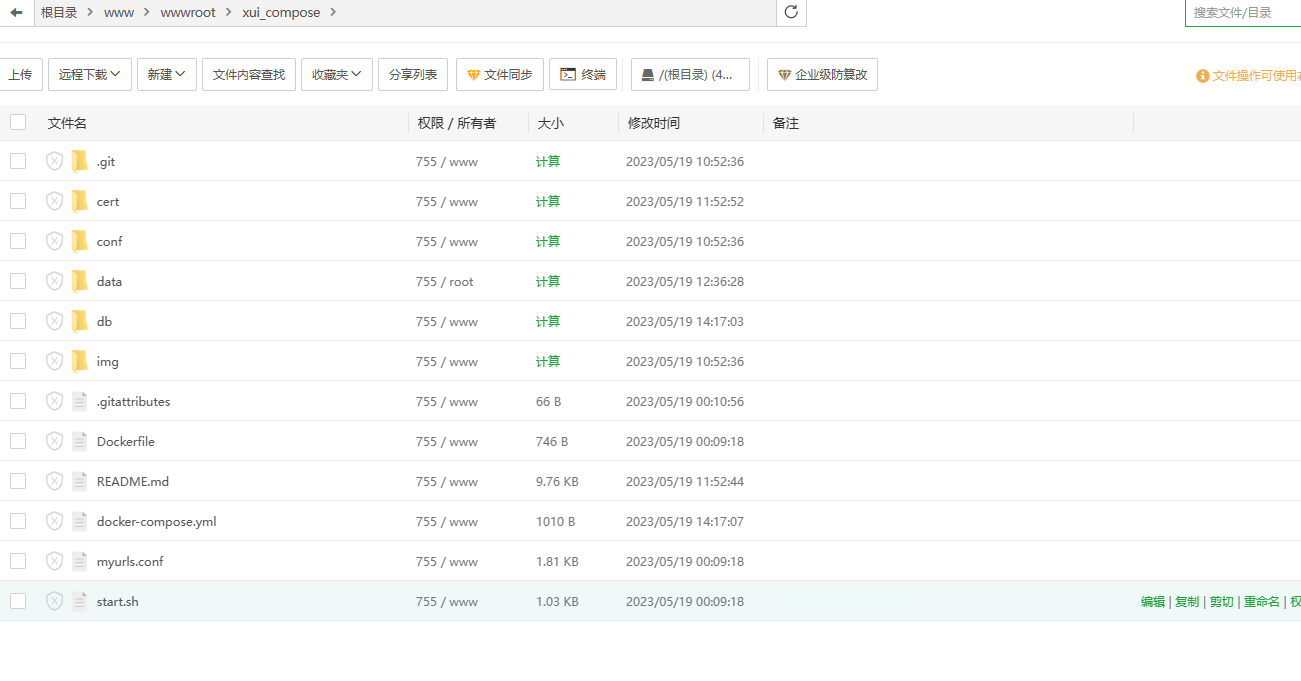 根目录 www wwwroot xui_compose 搜索文件/目录
上传 远程下载 新建 文件内容查找 收藏夹 分享列表 文件同步 终端 /(根目录) (4... 企业级防篡改 文件操作可使用
文件名 权限 / 所有者 大小 修改时间 备注
.git 755 / www 计算 2023/05/19 10:52:36
cert 755 / www 计算 2023/05/19 11:52:52
conf 755 / www 计算 2023/05/19 10:52:36
data 755 / root 计算 2023/05/19 12:36:28
db 755 / www 计算 2023/05/19 14:17:03
img 755 / www 计算 2023/05/19 10:52:36
.gitattributes 755 / www 66 B 2023/05/19 00:10:56
Dockerfile 755 / www 746 B 2023/05/19 00:09:18
README.md 755 / www 9.76 KB 2023/05/19 11:52:44
docker-compose.yml 755 / www 1010 B 2023/05/19 14:17:07
myurls.conf 755 / www 1.81 KB 2023/05/19 00:09:18
start.sh 755 / www 1.03 KB 2023/05/19 00:09:18 编辑 | 复制 | 剪切 | 重命名 | 权